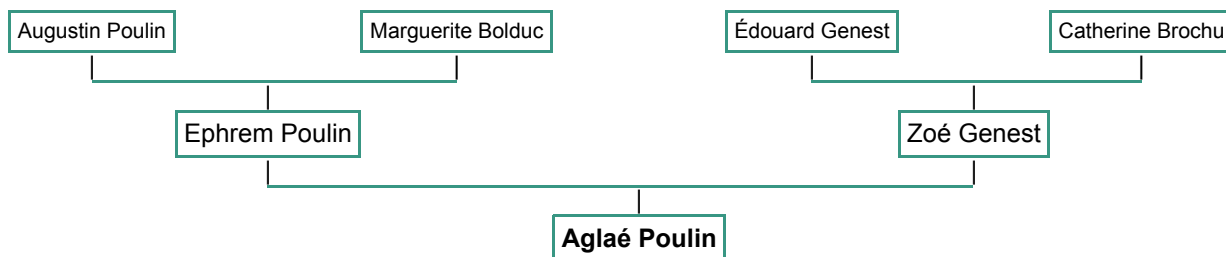 Augustin Poulin
Marguerite Bolduc
Édouard Genest
Catherine Brochu
Ephrem Poulin
Zoé Genest
Aglaé Poulin